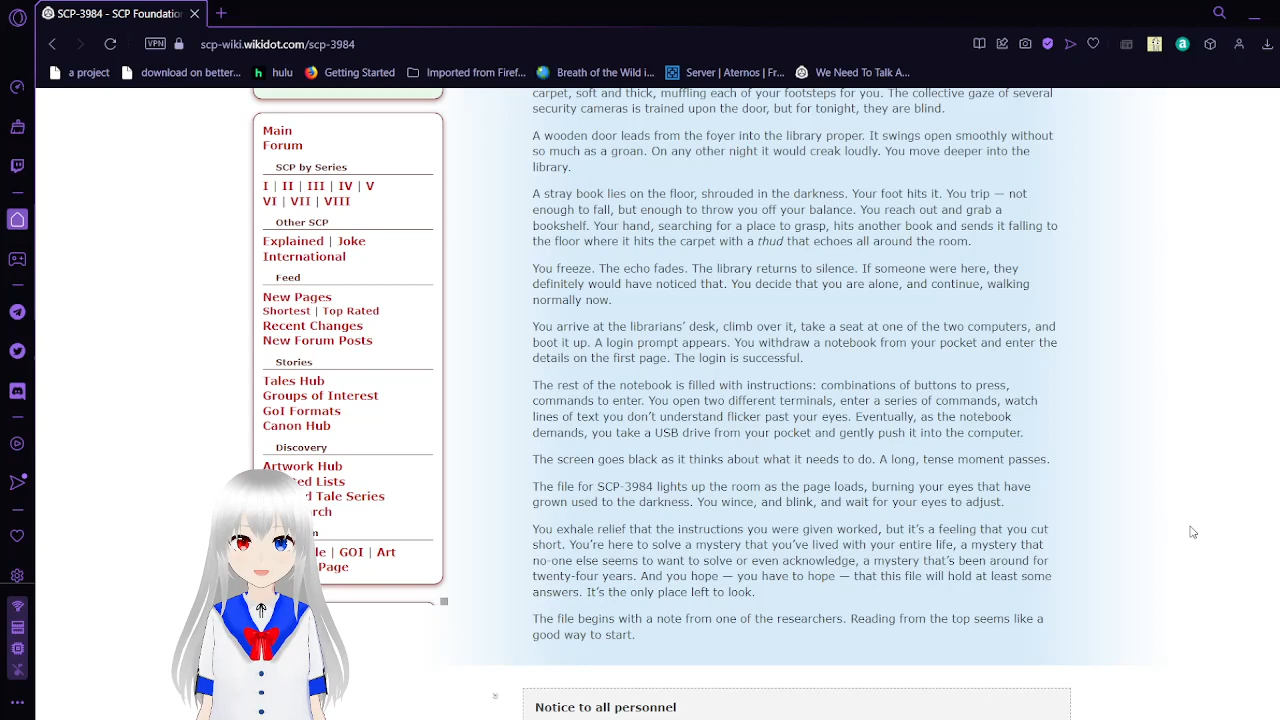 SCP-3984 - SCP Foundation
VPN
scp-wiki.wikidot.com/scp-3984
a project
download on better...
hulu
Getting Started
Imported from Firef...
Breath of the Wild i...
Server | Aternos | Fr...
We Need To Talk A...
Main
Forum
SCP by Series
I | II | III | IV | V
VI | VII | VIII
Other SCP
Explained | Joke
International
Feed
New Pages
Shortest | Top Rated
Recent Changes
New Forum Posts
Stories
Tales Hub
Groups of Interest
GoI Formats
Canon Hub
Discovery
Artwork Hub
Lists
Tale Series
| GOI | Art
Page
carpet, soft and thick, muffling each of your footsteps for you. The collective gaze of several
security cameras is trained upon the door, but for tonight, they are blind.
A wooden door leads from the foyer into the library proper. It swings open smoothly without
so much as a groan. On any other night it would creak loudly. You move deeper into the
library.
A stray book lies on the floor, shrouded in the darkness. Your foot hits it. You trip — not
enough to fall, but enough to throw you off your balance. You reach out and grab a
bookshelf. Your hand, searching for a place to grasp, hits another book and sends it falling to
the floor where it hits the carpet with a thud that echoes all around the room.
You freeze. The echo fades. The library returns to silence. If someone were here, they
definitely would have noticed that. You decide that you are alone, and continue, walking
normally now.
You arrive at the librarians' desk, climb over it, take a seat at one of the two computers, and
boot it up. A login prompt appears. You withdraw a notebook from your pocket and enter the
details on the first page. The login is successful.
The rest of the notebook is filled with instructions: combinations of buttons to press,
commands to enter. You open two different terminals, enter a series of commands, watch
lines of text you don't understand flicker past your eyes. Eventually, as the notebook
demands, you take a USB drive from your pocket and gently push it into the computer.
The screen goes black as it thinks about what it needs to do. A long, tense moment passes.
The file for SCP-3984 lights up the room as the page loads, burning your eyes that have
grown used to the darkness. You wince, and blink, and wait for your eyes to adjust.
You exhale relief that the instructions you were given worked, but it's a feeling that you cut
short. You're here to solve a mystery that you've lived with your entire life, a mystery that
no-one else seems to want to solve or even acknowledge, a mystery that's been around for
twenty-four years. And you hope — you have to hope — that this file will hold at least some
answers. It's the only place left to look.
The file begins with a note from one of the researchers. Reading from the top seems like a
good way to start.
Notice to all personnel